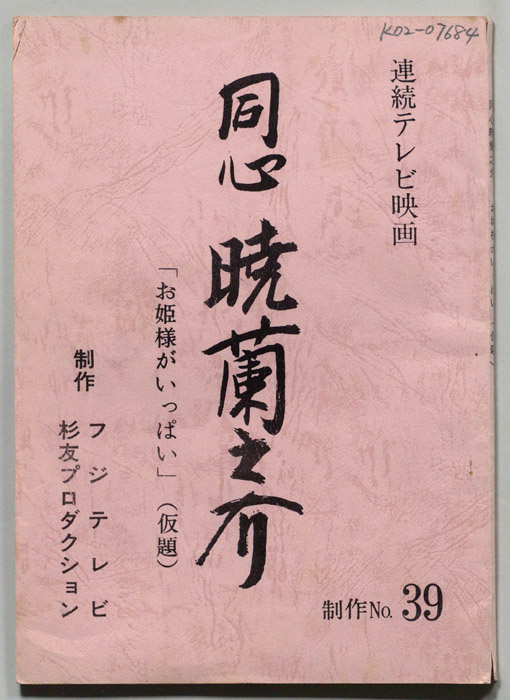 K02-07684
連続テレビ映画
同心 暁蘭之介
「お姫様がいっぱい」（仮題）
制作
フジテレビ
杉友プロダクション
制作No. 39